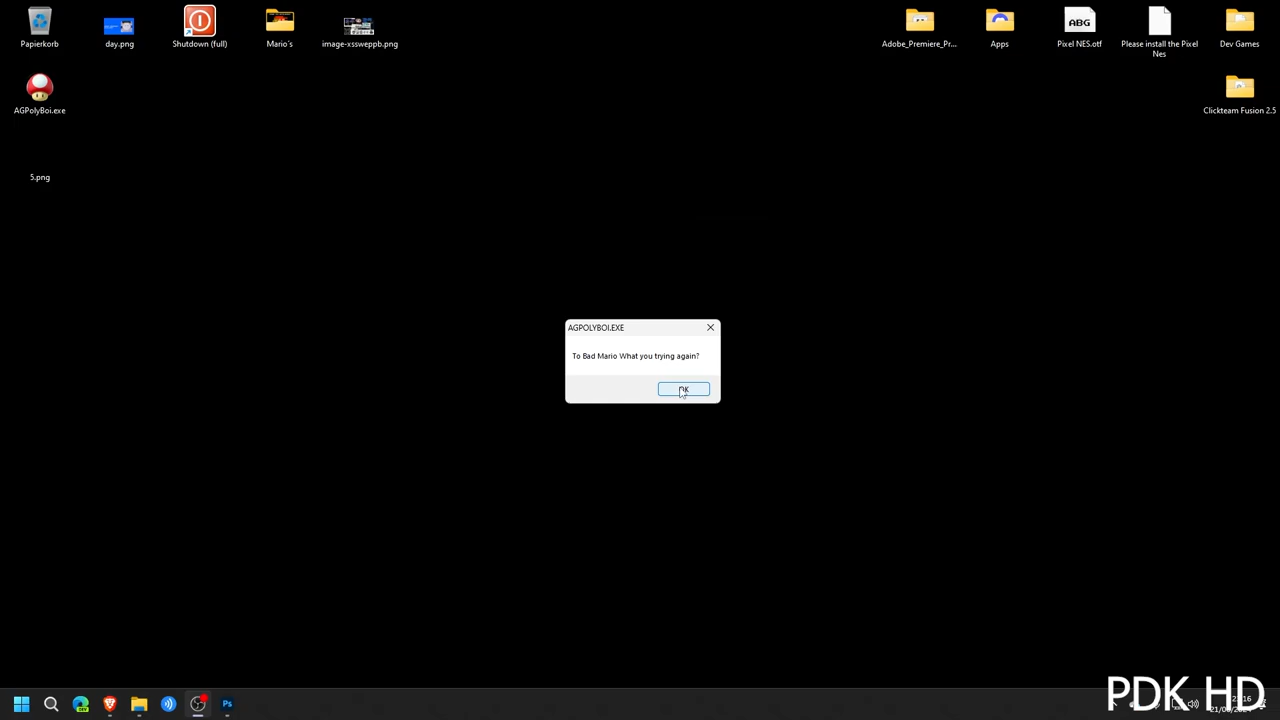 Papierkorb
day.png
Shutdown (full)
Mario´s
image-xssweppb.png
Adobe_Premiere_Pr...
Apps
ABG
Pixel NES.otf
Please install the Pixel
Nes
Dev Games
AGPolyBoi.exe
Clickteam Fusion 2.5
5.png
AGPOLYBOI.EXE
To Bad Mario What you trying again?
OK
Ps
PDK HD